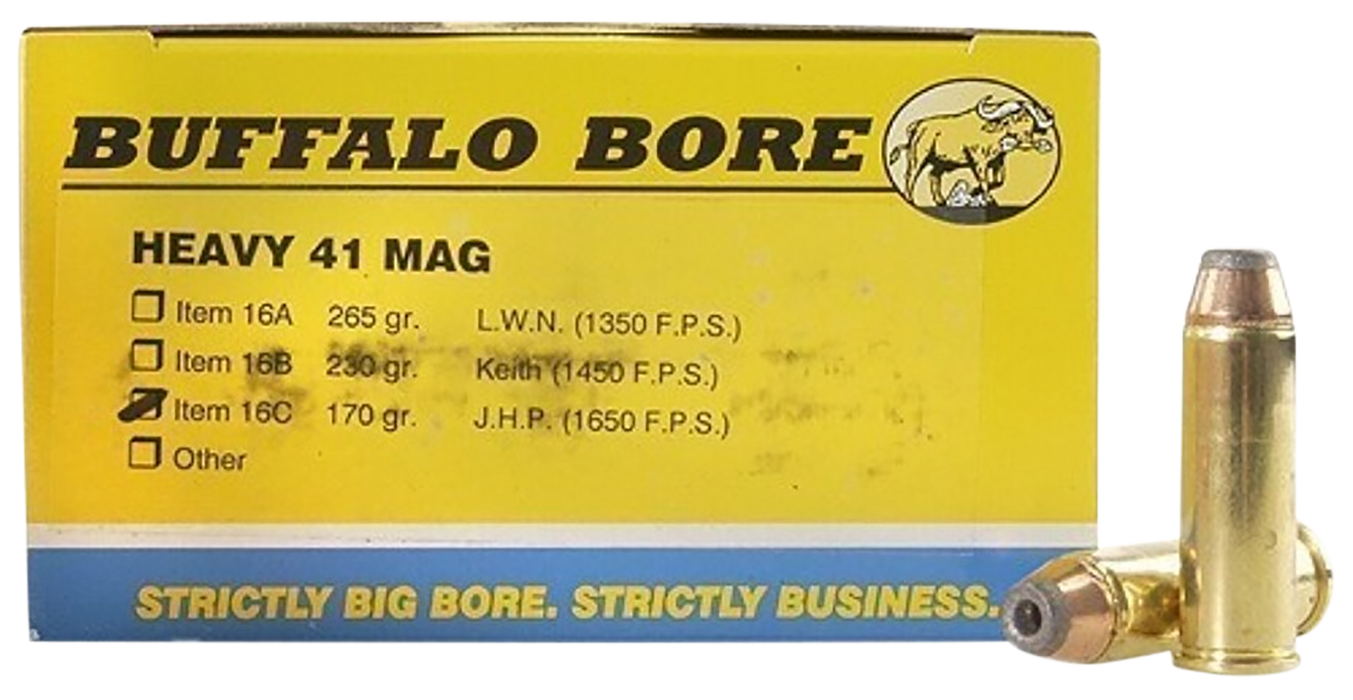 BUFFALO BORE
HEAVY 41 MAG
Item 16A 265 gr. L.W.N. (1350 F.P.S.)
Item 16B 230 gr. Keith (1450 F.P.S.)
Item 16C 170 gr. J.H.P. (1650 F.P.S.)
Other
STRICTLY BIG BORE. STRICTLY BUSINESS.